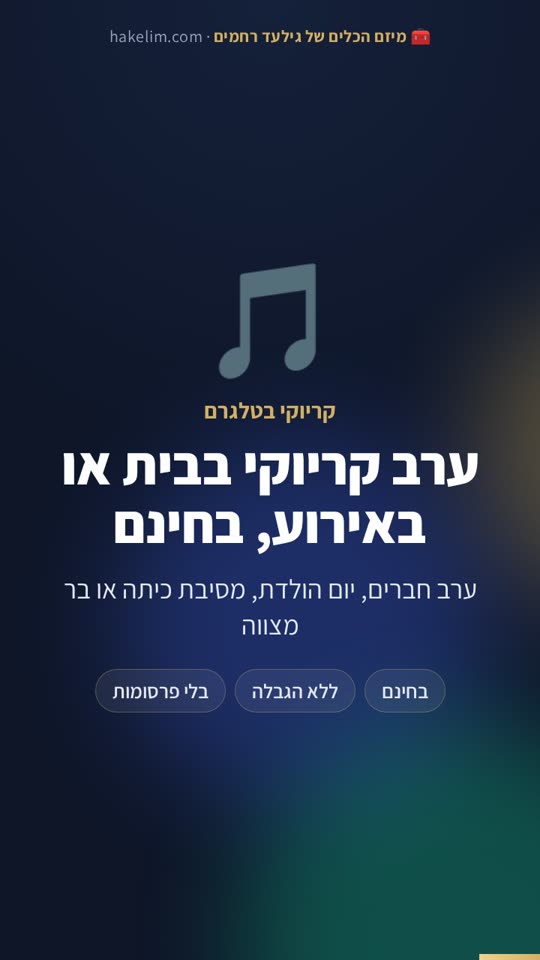 🧰 מיזם הכלים של גילעד רחמים · hakelim.com
קריוקי בטלגרם
ערב קריוקי בבית או
באירוע, בחינם
ערב חברים, יום הולדת, מסיבת כיתה או בר
מצווה
בחינם
ללא הגבלה
בלי פרסומות